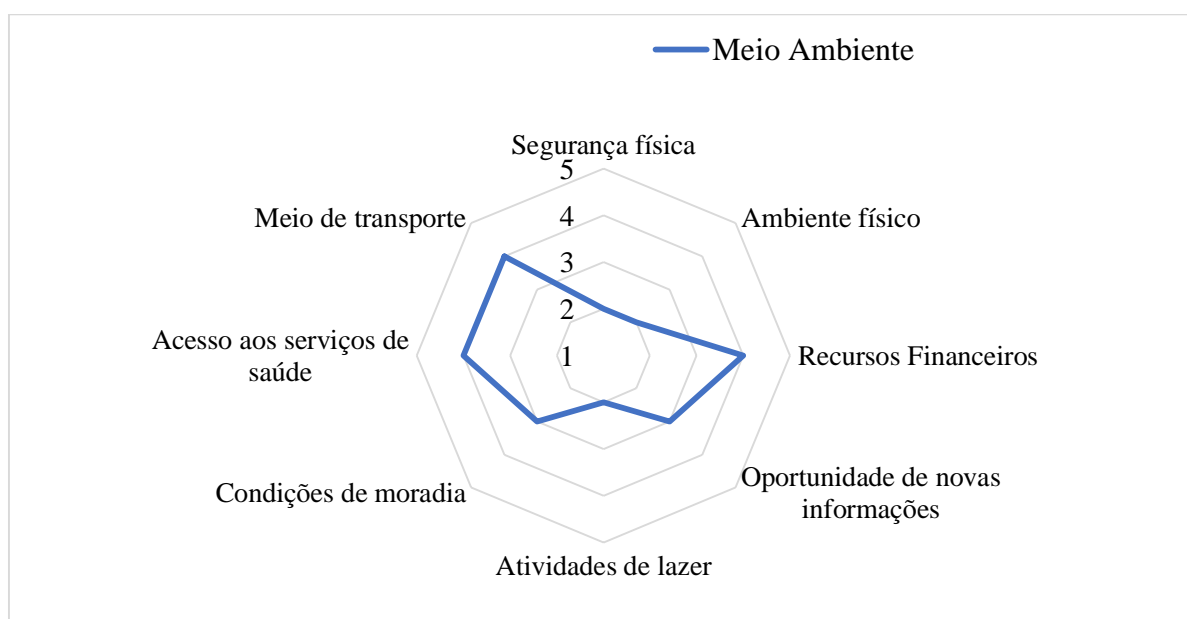 Meio Ambiente
Segurança física
5
Meio de transporte
4
Ambiente físico
3
2
Acesso aos serviços de
saúde
1
Recursos Financeiros
Condições de moradia
Oportunidade de novas
informações
Atividades de lazer